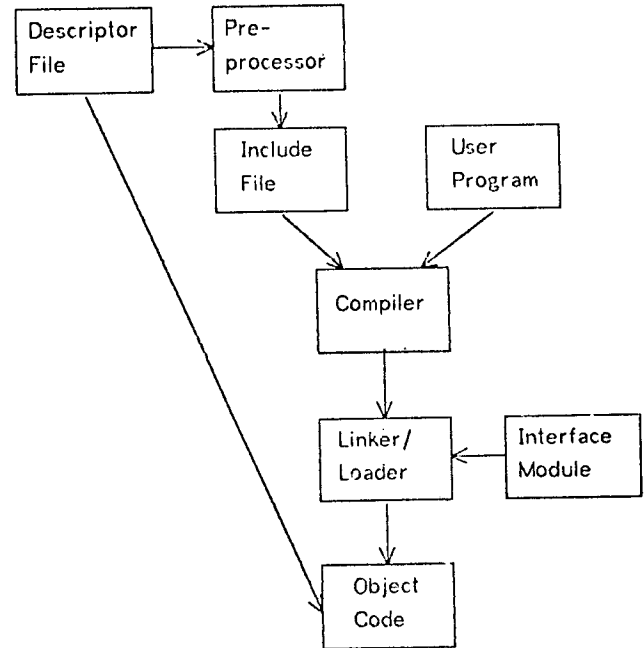 Descriptor
File
Pre-
processor
Include
File
User
Program
Compiler
Linker/
Loader
Interface
Module
Object
Code